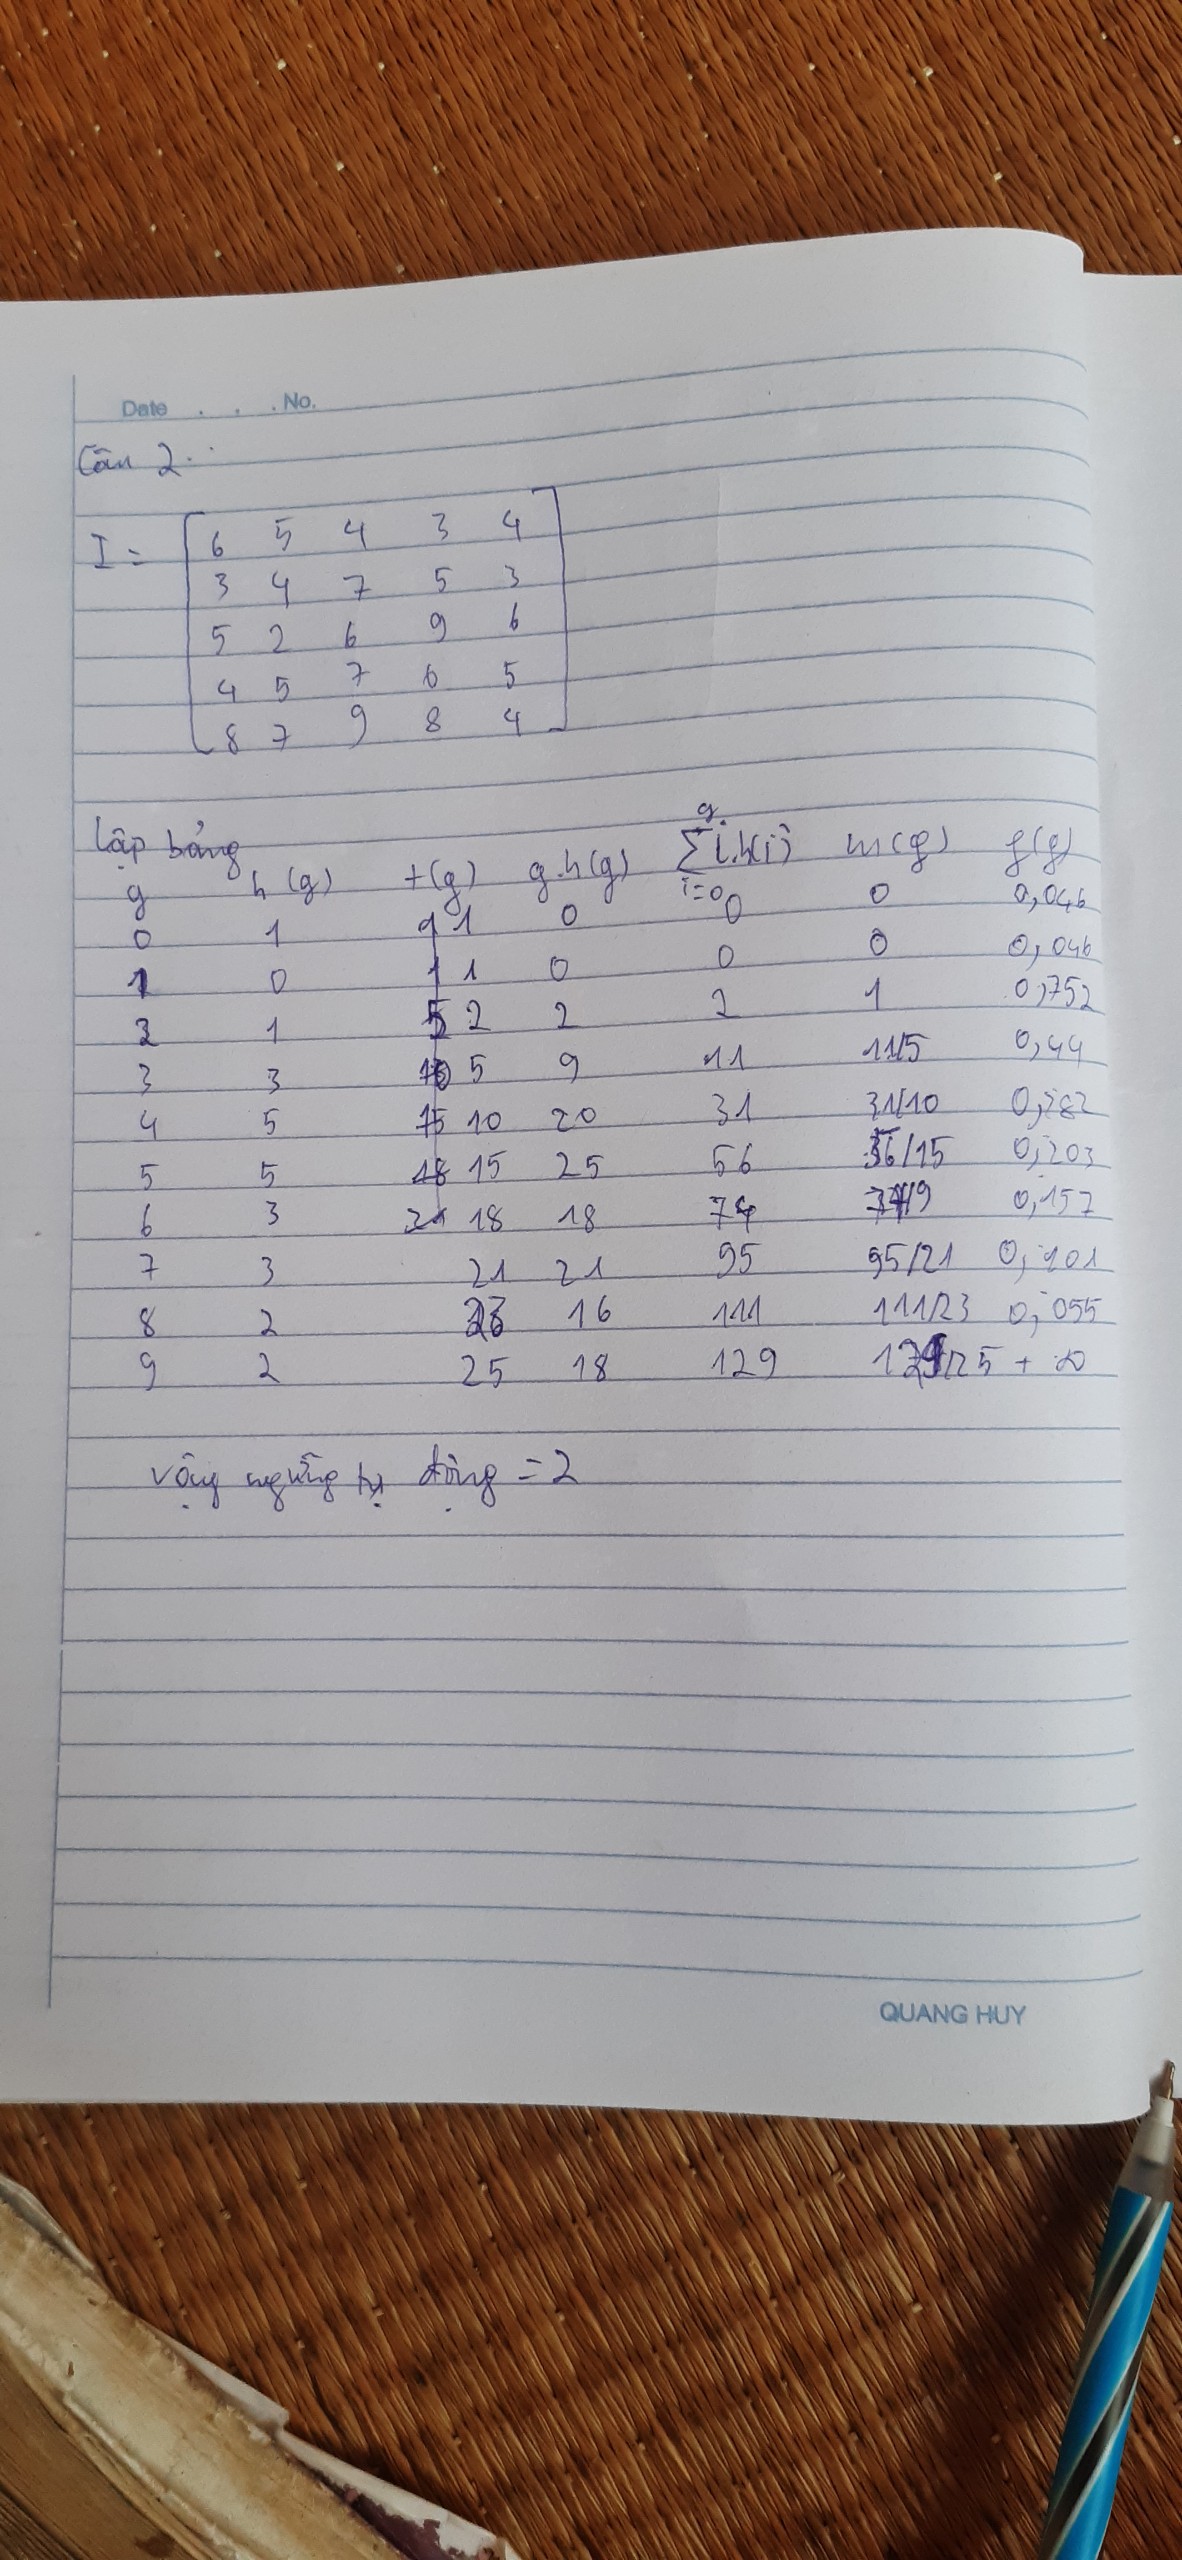 Date . . . No.
Câu 2:
I =
6 5 4 3 4
3 4 7 5 3
5 2 6 9 6
4 5 7 6 5
8 7 9 8 4
Lập bảng
g h(g) t(g) g.h(g) ∑ i.h(i) m(g) f(g)
g
i=0
0 1 1 0 0 0 0,046
1 0 1 0 0 0 0,046
2 1 2 2 2 1 0,752
3 3 5 9 11 11/5 0,44
4 5 10 20 31 31/10 0,282
5 5 15 25 56 56/15 0,203
6 3 18 18 74 37/9 0,157
7 3 21 21 95 95/21 0,101
8 2 23 16 111 111/23 0,055
9 2 25 18 129 129/25 + ∞
Vậy ngưỡng tự động = 2
QUANG HUY